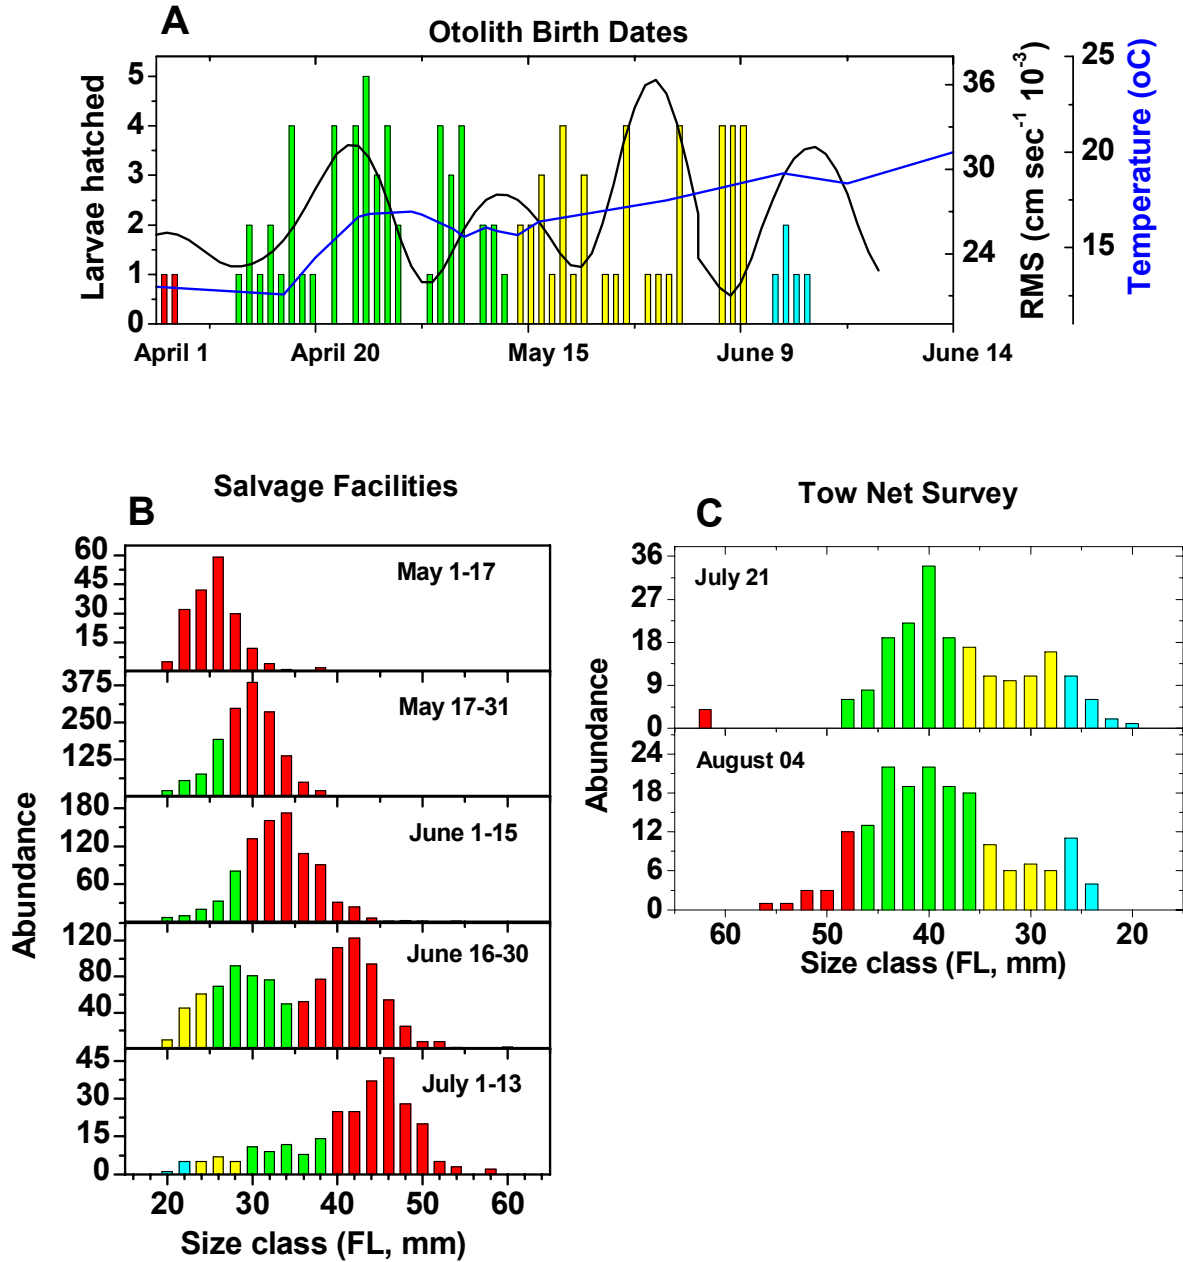 A
Otolith Birth Dates
Larvae hatched
5
4
3
2
1
0
April 1
April 20
May 15
June 9
June 14
36
30
24
RMS (cm sec-1 10-3)
25
20
15
Temperature (oC)
Salvage Facilities
B
Abundance
60
45
30
15
May 1-17
375
250
125
May 17-31
180
120
60
June 1-15
120
80
40
June 16-30
45
30
15
0
July 1-13
20 30 40 50 60
Size class (FL, mm)
Tow Net Survey
C
Abundance
36
27
18
9
0
July 21
24
18
12
6
0
August 04
60 50 40 30 20
Size class (FL, mm)